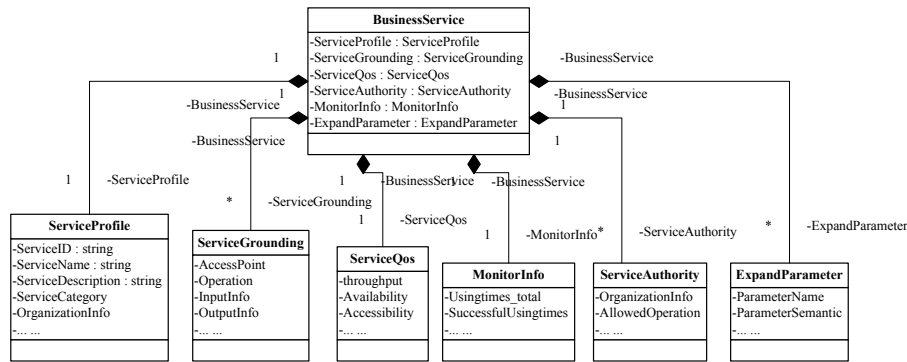 BusinessService
-ServiceProfile : ServiceProfile
-ServiceGrounding : ServiceGrounding
-ServiceQos : ServiceQos
-ServiceAuthority : ServiceAuthority
-MonitorInfo : MonitorInfo
-ExpandParameter : ExpandParameter
1
-BusinessService
1
-BusinessService
1
-BusinessService
1
-BusinessService
1
-BusinessService
1
-BusinessService
1
-ServiceProfile
*
-ServiceGrounding
1
-ServiceQos
1
-MonitorInfo
*
-ServiceAuthority
*
-ExpandParameter
ServiceProfile
-ServiceID : string
-ServiceName : string
-ServiceDescription : string
-ServiceCategory
-OrganizationInfo
-... ...
ServiceGrounding
-AccessPoint
-Operation
-InputInfo
-OutputInfo
-... ...
ServiceQos
-throughput
-Availability
-Accessibility
-... ...
MonitorInfo
-Usingtimes_total
-SuccessfulUsingtimes
-... ...
ServiceAuthority
-OrganizationInfo
-AllowedOperation
-... ...
ExpandParameter
-ParameterName
-ParameterSemantic
-... ...